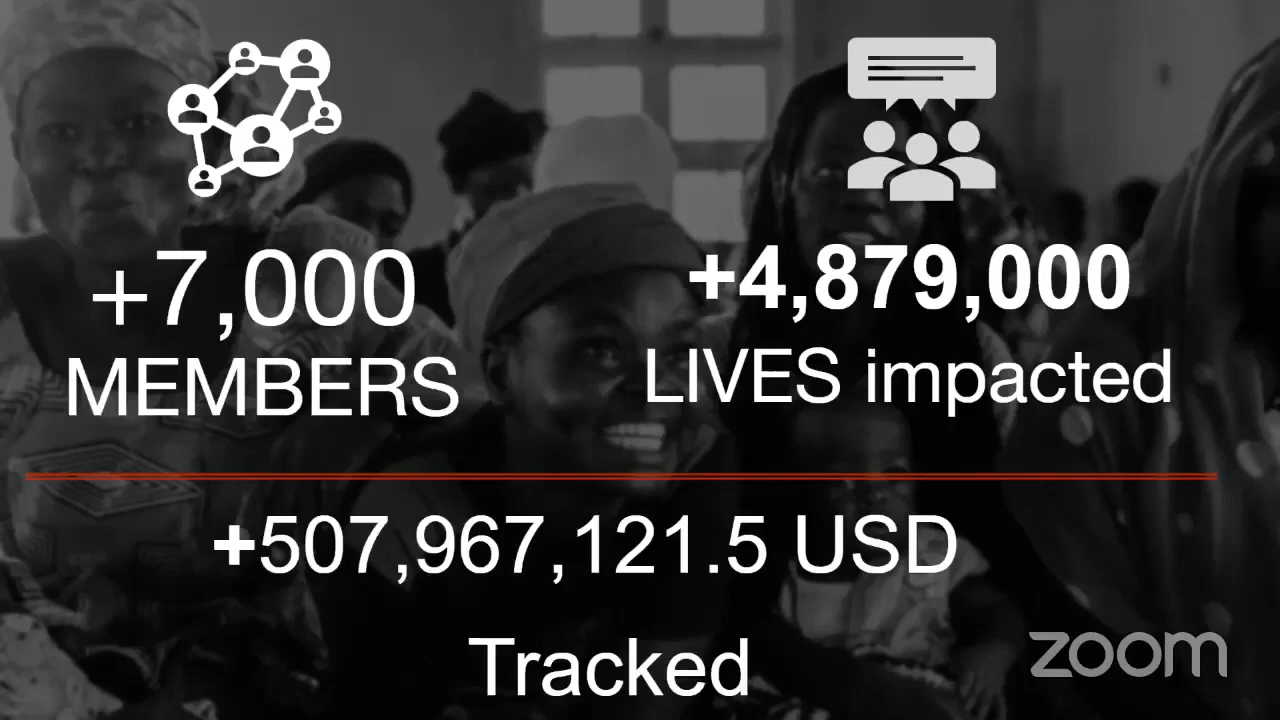 +7,000
MEMBERS
+4,879,000
LIVES impacted
+507,967,121.5 USD
Tracked
zoom